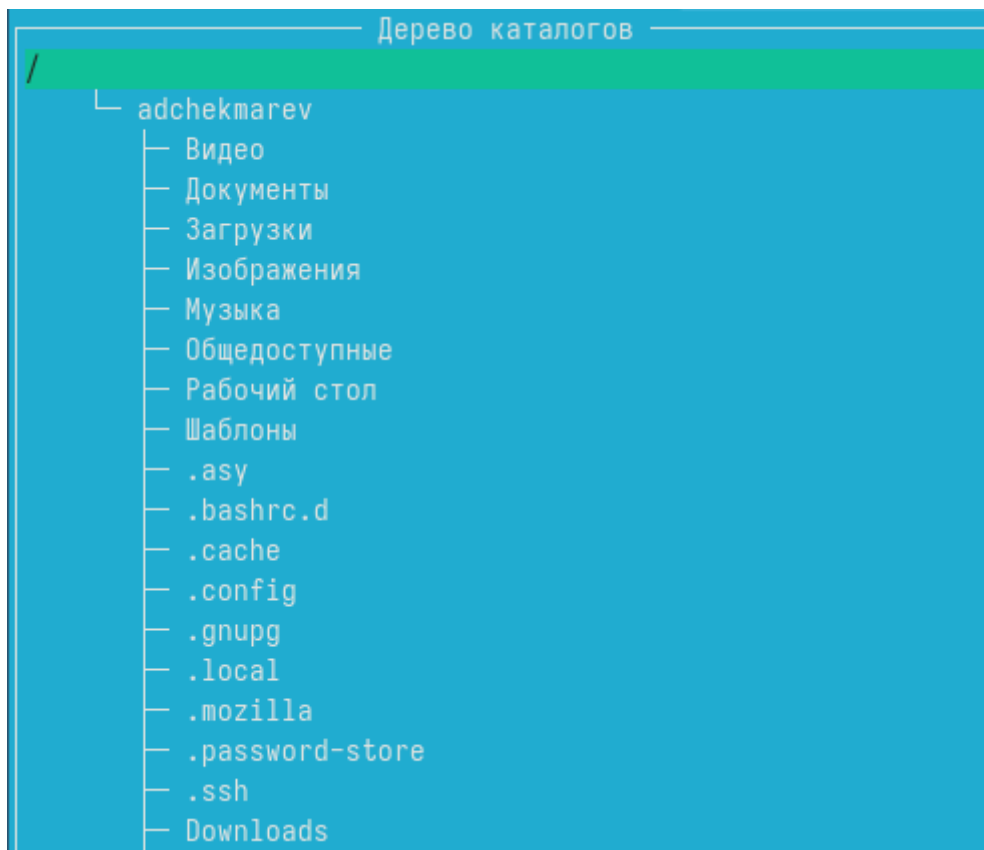 Дерево каталогов
/
adchekmarev
Видео
Документы
Загрузки
Изображения
Музыка
Общедоступные
Рабочий стол
Шаблоны
.asy
.bashrc.d
.cache
.config
.gnupg
.local
.mozilla
.password-store
.ssh
Downloads